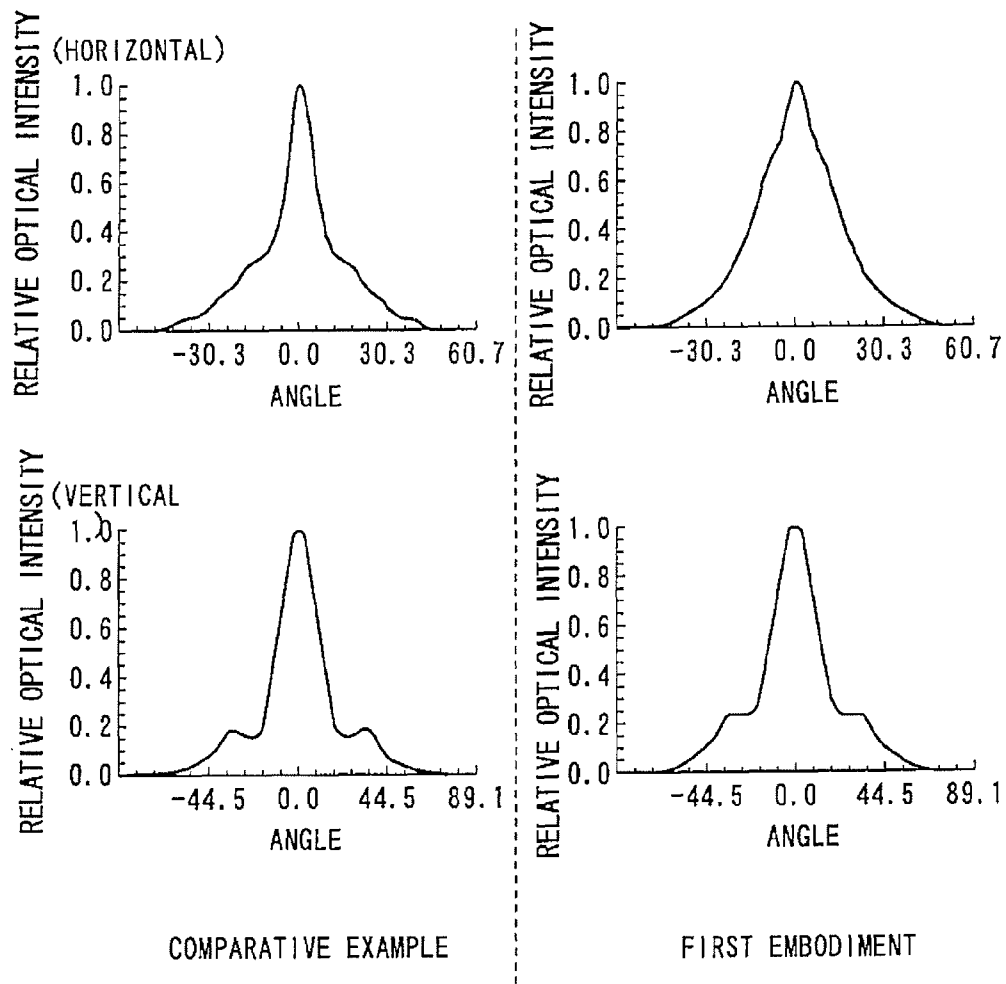 (HORIZONTAL)
RELATIVE OPTICAL INTENSITY
1.0
0.8
0.6
0.4
0.2
0.0
-30.3 0.0 30.3 60.7
ANGLE
RELATIVE OPTICAL INTENSITY
1.0
0.8
0.6
0.4
0.2
0.0
-30.3 0.0 30.3 60.7
ANGLE
(VERTICAL
)
RELATIVE OPTICAL INTENSITY
1.0
0.8
0.6
0.4
0.2
0.0
-44.5 0.0 44.5 89.1
ANGLE
RELATIVE OPTICAL INTENSITY
1.0
0.8
0.6
0.4
0.2
0.0
-44.5 0.0 44.5 89.1
ANGLE
COMPARATIVE EXAMPLE
FIRST EMBODIMENT